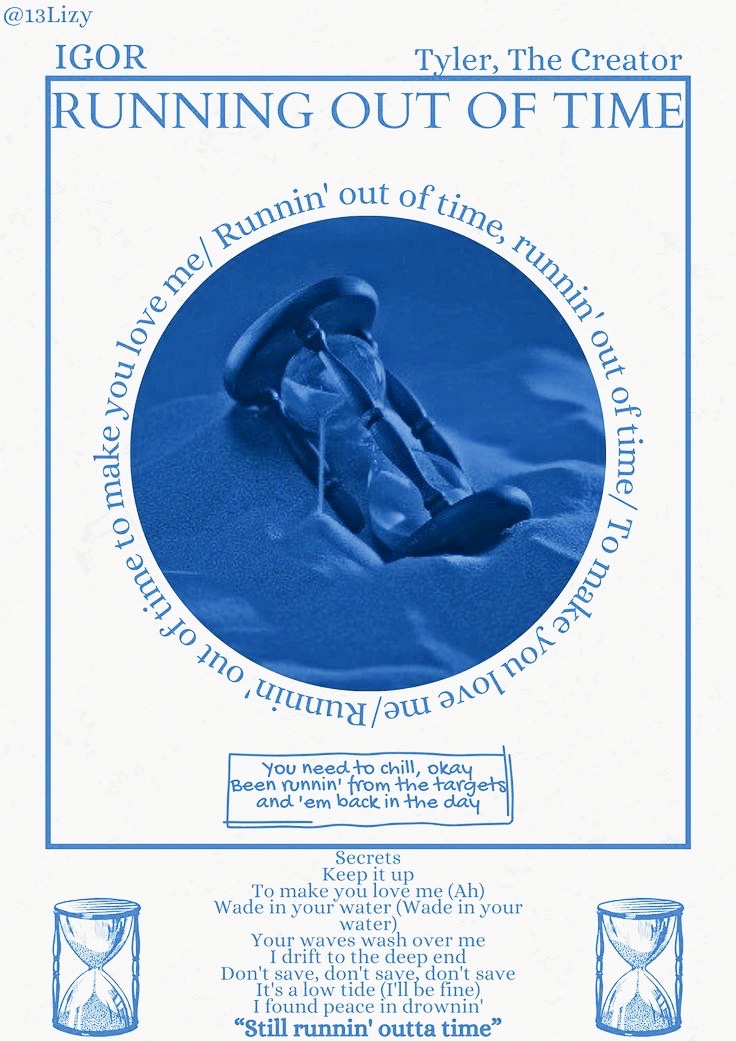 @13Lizy
IGOR
Tyler, The Creator
RUNNING OUT OF TIME
Runnin' out of time, runnin' out of time/ To make you love me/Runnin' out of time to make you love me/
You need to chill, okay
Been runnin' from the targets
and 'em back in the day
Secrets
Keep it up
To make you love me (Ah)
Wade in your water (Wade in your
water)
Your waves wash over me
I drift to the deep end
Don't save, don't save, don't save
It's a low tide (I'll be fine)
I found peace in drownin'
“Still runnin' outta time”